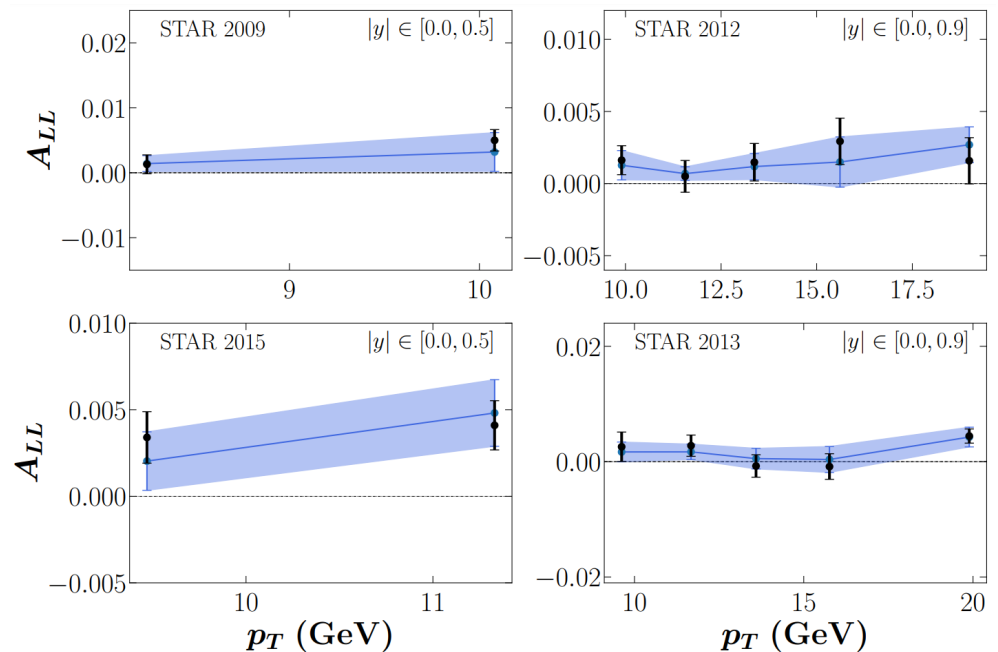 STAR 2009 |y| ∈ [0.0, 0.5]
A_LL
0.02
0.01
0.00
−0.01
9 10
STAR 2012 |y| ∈ [0.0, 0.9]
0.010
0.005
0.000
−0.005
10.0 12.5 15.0 17.5
STAR 2015 |y| ∈ [0.0, 0.5]
A_LL
0.010
0.005
0.000
−0.005
10 11
p_T (GeV)
STAR 2013 |y| ∈ [0.0, 0.9]
0.02
0.00
−0.02
10 15 20
p_T (GeV)